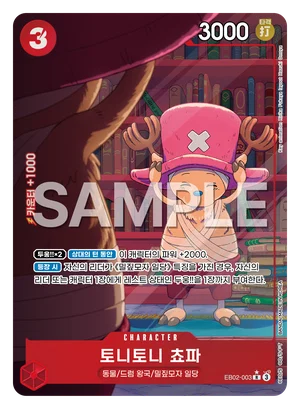 3
3000
타격
打
카운터 +1000
SAMPLE
두웅!!×2 상대의 턴 동안 이 캐릭터의 파워 +2000.
등장 시 자신의 리더가 《밀짚모자 일당》 특징을 가진 경우, 자신의
리더 또는 캐릭터 1장에게 레스트 상태의 두웅!!을 1장까지 부여한다.
CHARACTER
토니토니 쵸파
동물/드럼 왕국/밀짚모자 일당
EB02-003 R 3